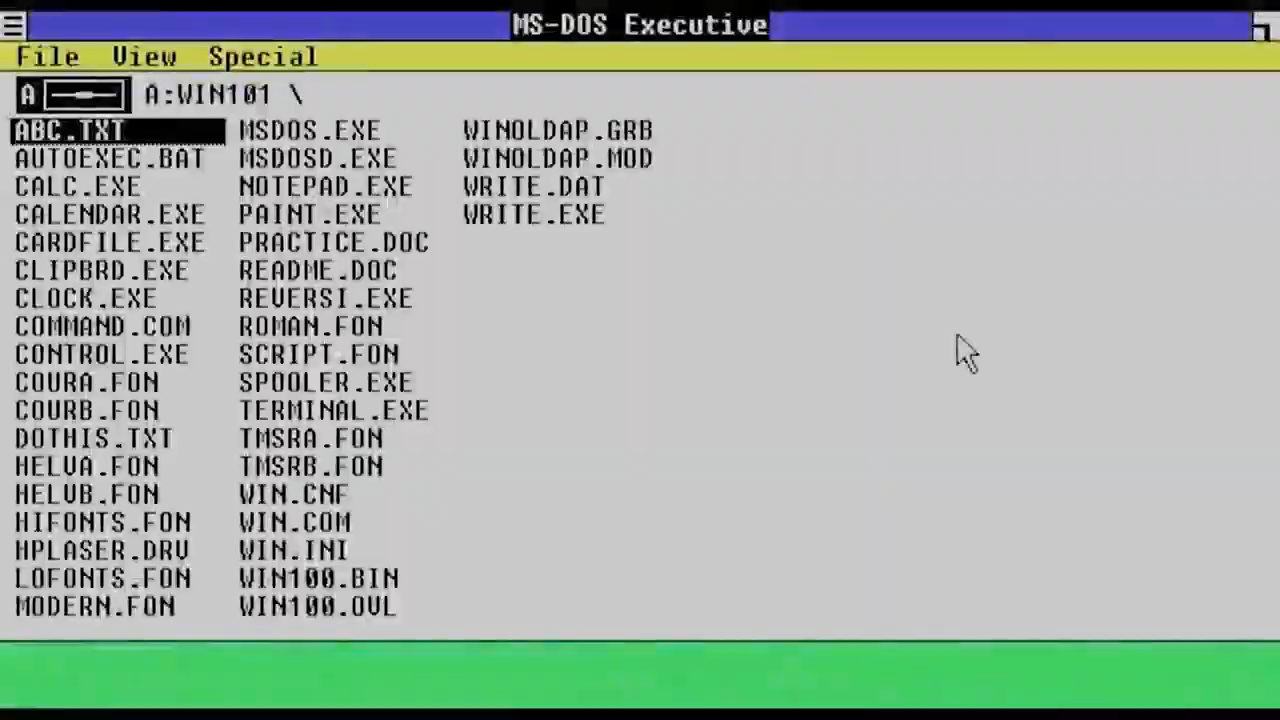 MS-DOS Executive
File View Special
A A:WIN101 \
ABC.TXT MSDOS.EXE WINOLDAP.GRB
AUTOEXEC.BAT MSDOSD.EXE WINOLDAP.MOD
CALC.EXE NOTEPAD.EXE WRITE.DAT
CALENDAR.EXE PAINT.EXE WRITE.EXE
CARDFILE.EXE PRACTICE.DOC
CLIPBRD.EXE README.DOC
CLOCK.EXE REVERSI.EXE
COMMAND.COM ROMAN.FON
CONTROL.EXE SCRIPT.FON
COURA.FON SPOOLER.EXE
COURB.FON TERMINAL.EXE
DOTHIS.TXT TMSRA.FON
HELVA.FON TMSRB.FON
HELVB.FON WIN.CNF
HIFONTS.FON WIN.COM
HPLASER.DRV WIN.INI
LOFONTS.FON WIN100.BIN
MODERN.FON WIN100.OVL